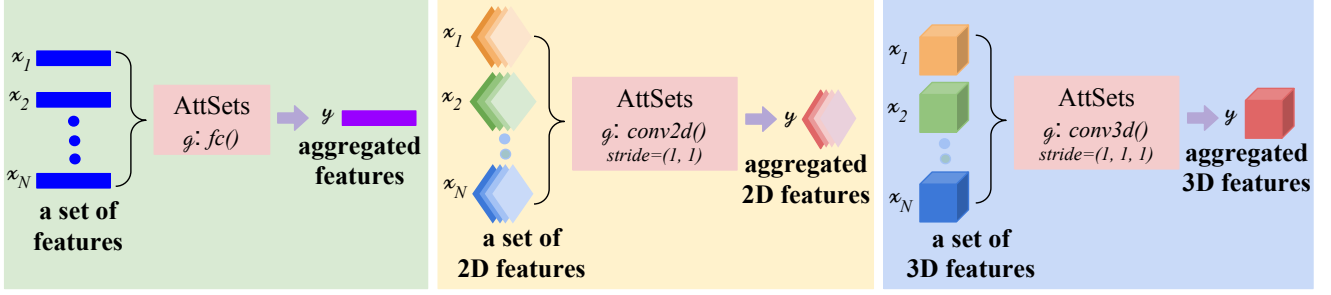 x1
x2
xN
a set of
features
AttSets
g: fc()
y
aggregated
features
x1
x2
xN
a set of
2D features
AttSets
g: conv2d()
stride=(1, 1)
y
aggregated
2D features
x1
x2
xN
a set of
3D features
AttSets
g: conv3d()
stride=(1, 1, 1)
y
aggregated
3D features